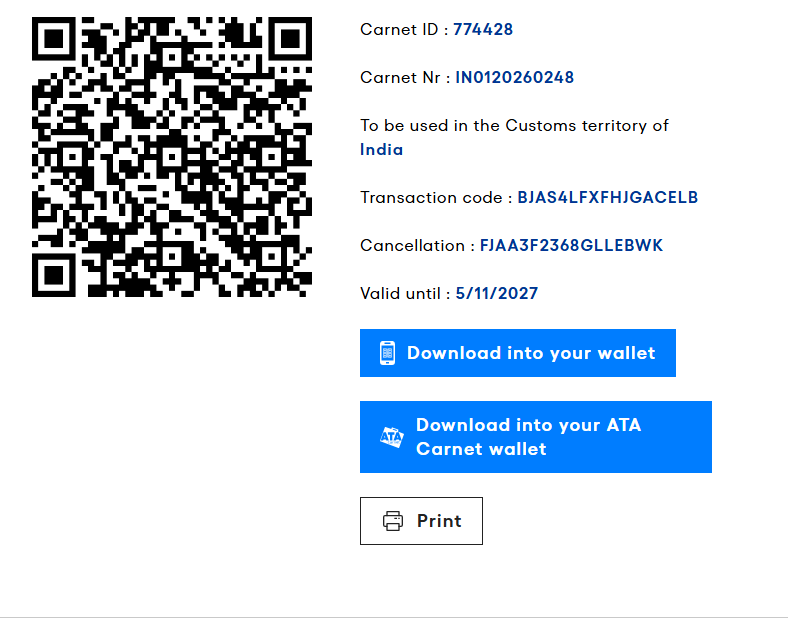 Carnet ID : 774428
Carnet Nr : IN0120260248
To be used in the Customs territory of
India
Transaction code : BJAS4LFXFHJGACELB
Cancellation : FJAA3F2368GLLEBWK
Valid until : 5/11/2027
Download into your wallet
ATA
Download into your ATA
Carnet wallet
Print